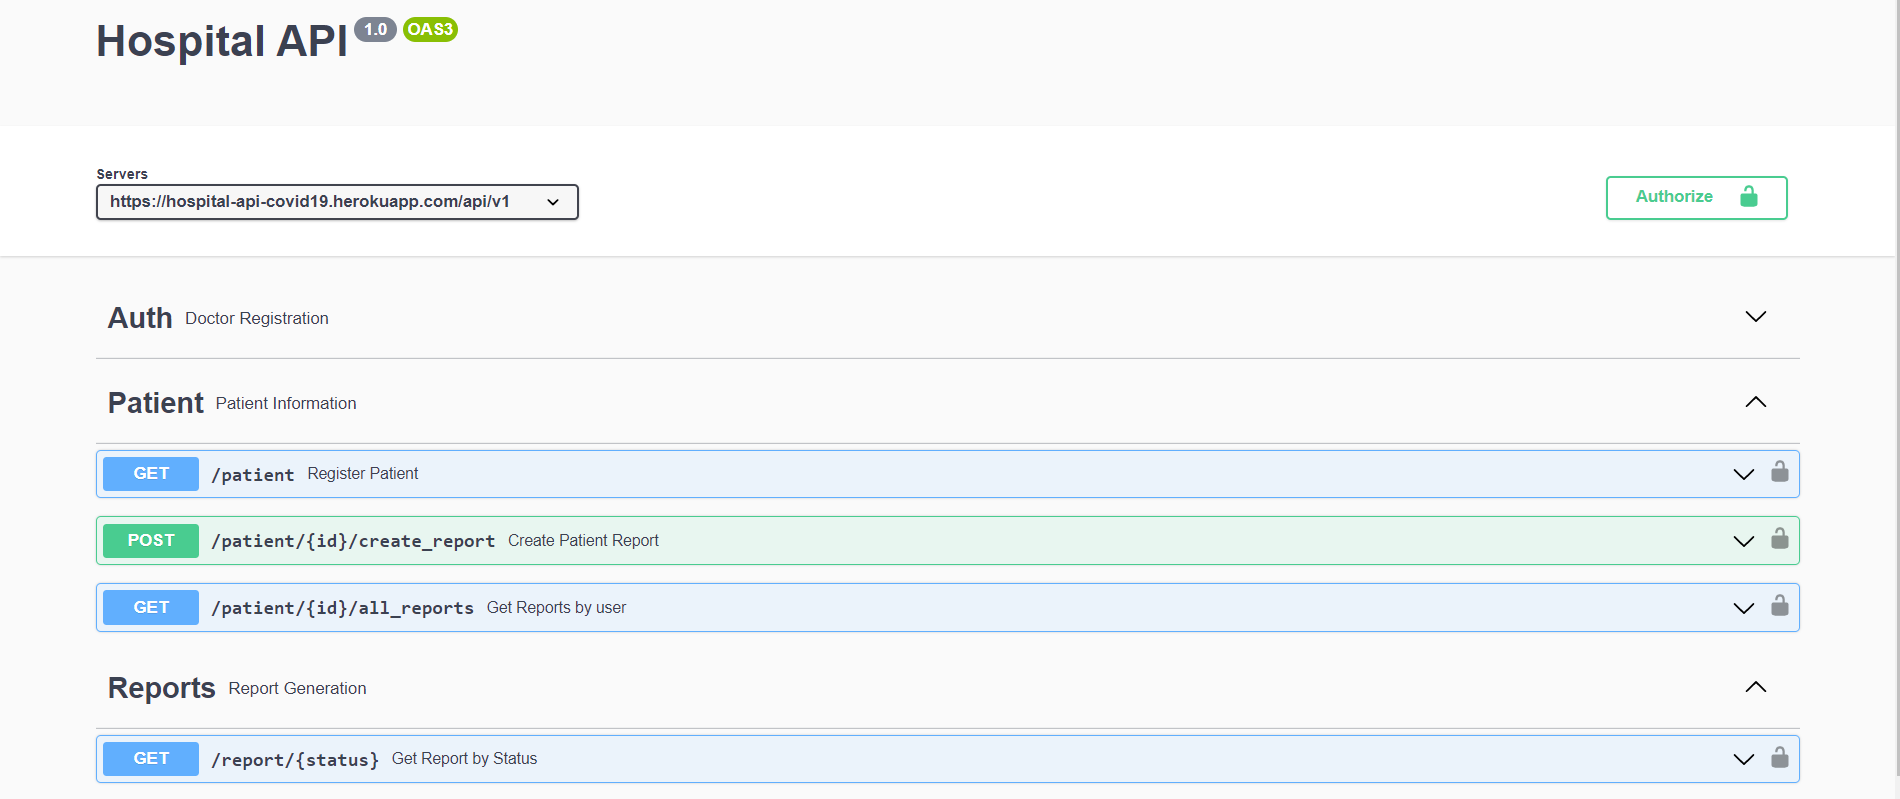 Hospital API 1.0 OAS3
Servers
https://hospital-api-covid19.herokuapp.com/api/v1
Authorize
Auth Doctor Registration
Patient Patient Information
GET /patient Register Patient
POST /patient/{id}/create_report Create Patient Report
GET /patient/{id}/all_reports Get Reports by user
Reports Report Generation
GET /report/{status} Get Report by Status